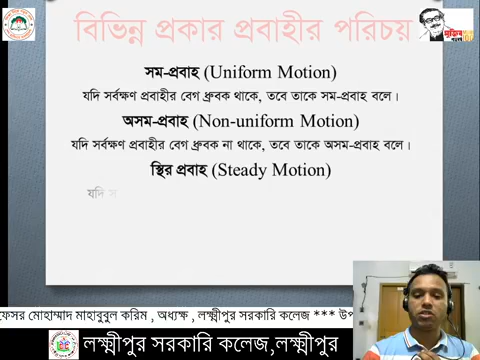 বিভিন্ন প্রকার প্রবাহীর পরিচয়
সম-প্রবাহ (Uniform Motion)
যদি সর্বক্ষণ প্রবাহীর বেগ ধ্রুবক থাকে, তবে তাকে সম-প্রবাহ বলে।
অসম-প্রবাহ (Non-uniform Motion)
যদি সর্বক্ষণ প্রবাহীর বেগ ধ্রুবক না থাকে, তবে তাকে অসম-প্রবাহ বলে।
স্থির প্রবাহ (Steady Motion)
যদি স
ফেসর মোহাম্মাদ মাহাবুবুল করিম , অধ্যক্ষ , লক্ষ্মীপুর সরকারি কলেজ *** উপ
লক্ষ্মীপুর সরকারি কলেজ,লক্ষ্মীপুর